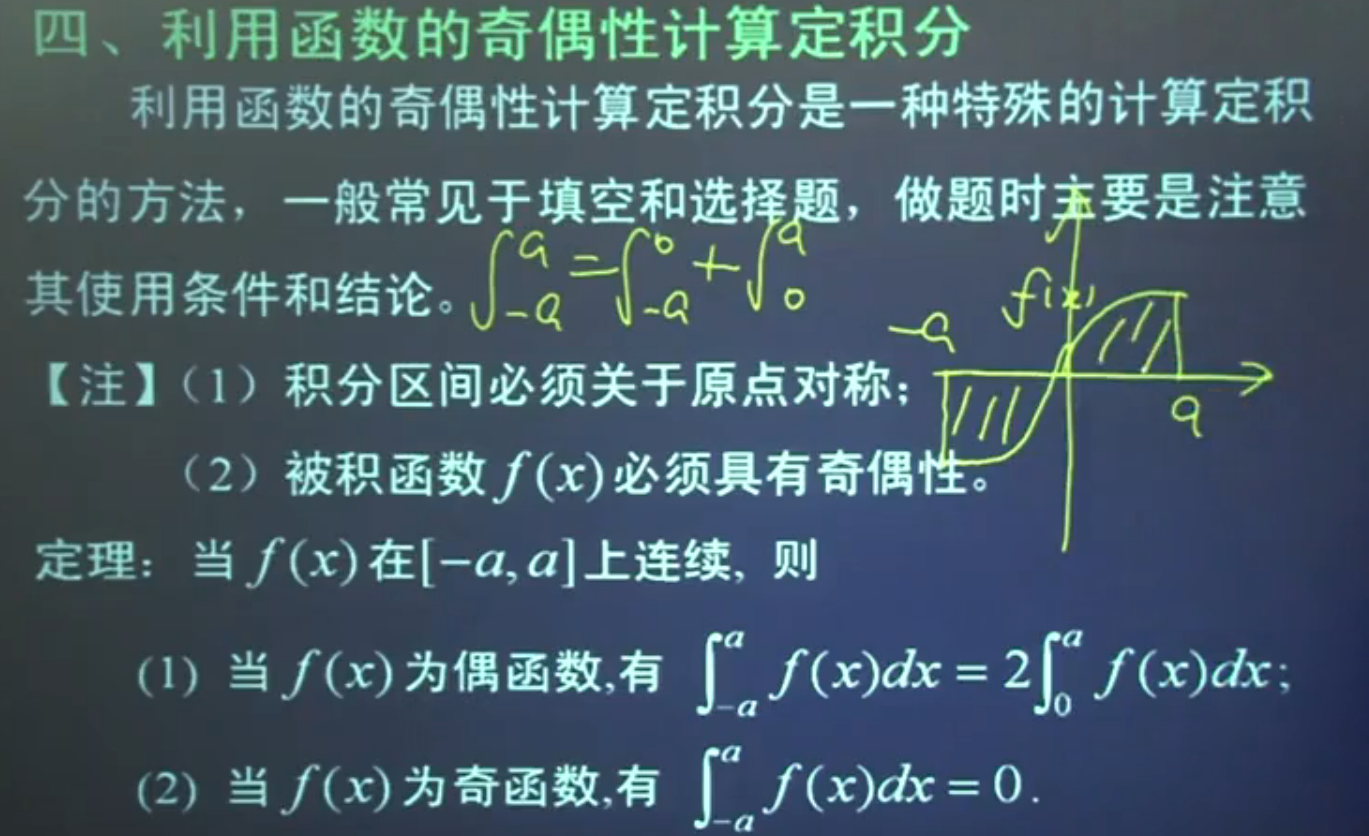 四、利用函数的奇偶性计算定积分
利用函数的奇偶性计算定积分是一种特殊的计算定积
分的方法，一般常见于填空和选择题，做题时主要是注意
其使用条件和结论。∫_{-a}^{a}=∫_{-a}^{0}+∫_{0}^{a}
f(x)
-a
【注】（1）积分区间必须关于原点对称；
a
（2）被积函数 f(x)必须具有奇偶性。
定理：当 f(x)在[-a,a]上连续，则
(1) 当 f(x)为偶函数,有 ∫_{-a}^{a} f(x)dx = 2∫_{0}^{a} f(x)dx;
(2) 当 f(x)为奇函数,有 ∫_{-a}^{a} f(x)dx = 0.